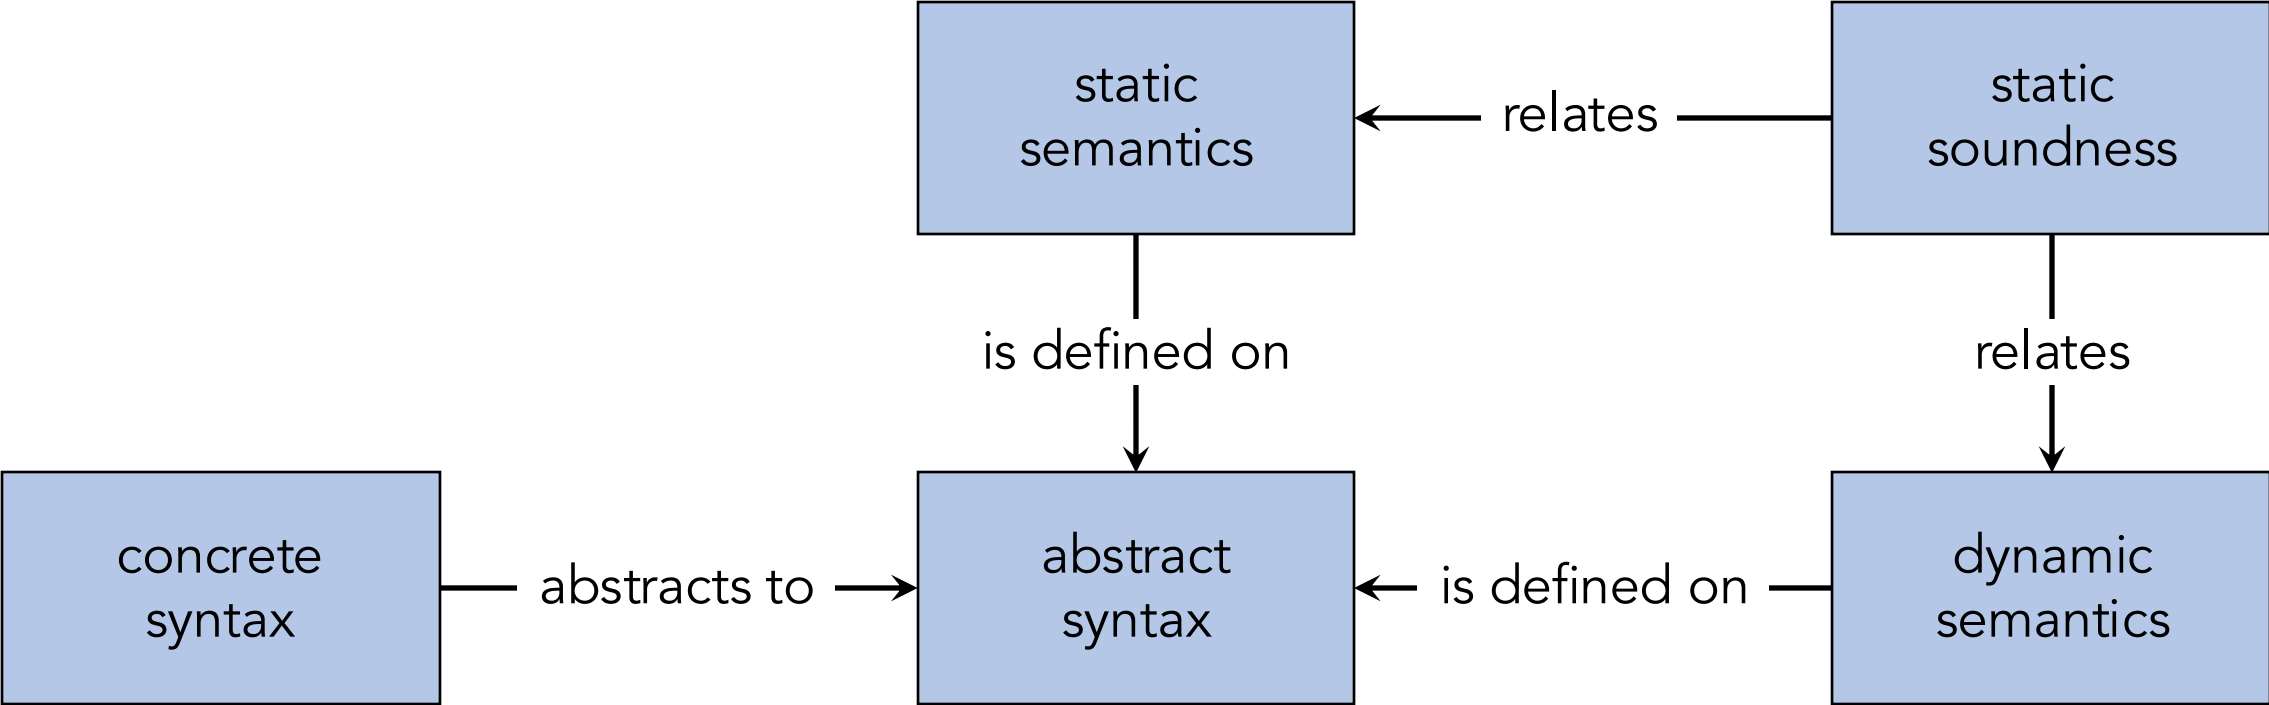 static
semantics
relates
static
soundness
is defined on
relates
concrete
syntax
abstracts to
abstract
syntax
is defined on
dynamic
semantics